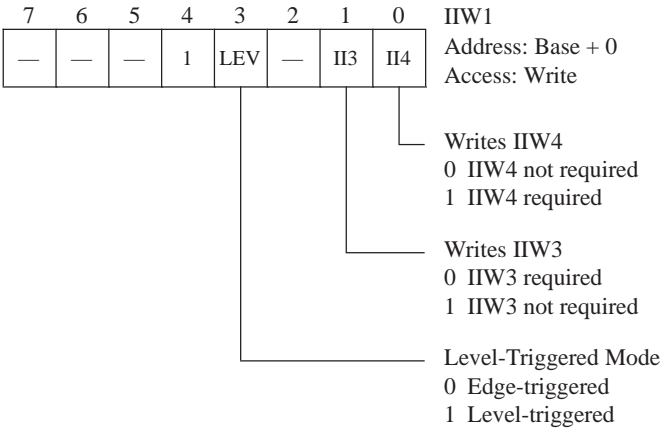 7 6 5 4 3 2 1 0 IIW1
— — — 1 LEV — II3 II4
Address: Base + 0
Access: Write
Writes IIW4
0 IIW4 not required
1 IIW4 required
Writes IIW3
0 IIW3 required
1 IIW3 not required
Level-Triggered Mode
0 Edge-triggered
1 Level-triggered